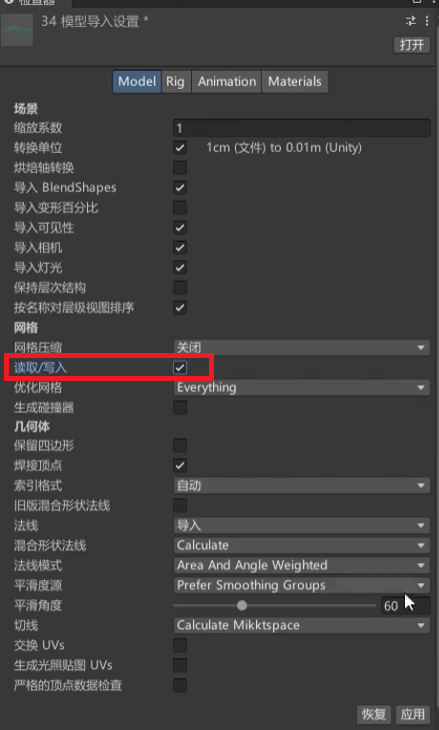 检查器
34 模型导入设置 *
打开
Model Rig Animation Materials
场景
缩放系数 1
转换单位 1cm (文件) to 0.01m (Unity)
烘焙轴转换
导入 BlendShapes
导入变形百分比
导入可见性
导入相机
导入灯光
保持层次结构
按名称对层级视图排序
网格
网格压缩 关闭
读取/写入
优化网格 Everything
生成碰撞器
几何体
保留四边形
焊接顶点
索引格式 自动
旧版混合形状法线
法线 导入
混合形状法线 Calculate
法线模式 Area And Angle Weighted
平滑度源 Prefer Smoothing Groups
平滑角度 60
切线 Calculate Mikktspace
交换 UVs
生成光照贴图 UVs
严格的顶点数据检查
恢复 应用